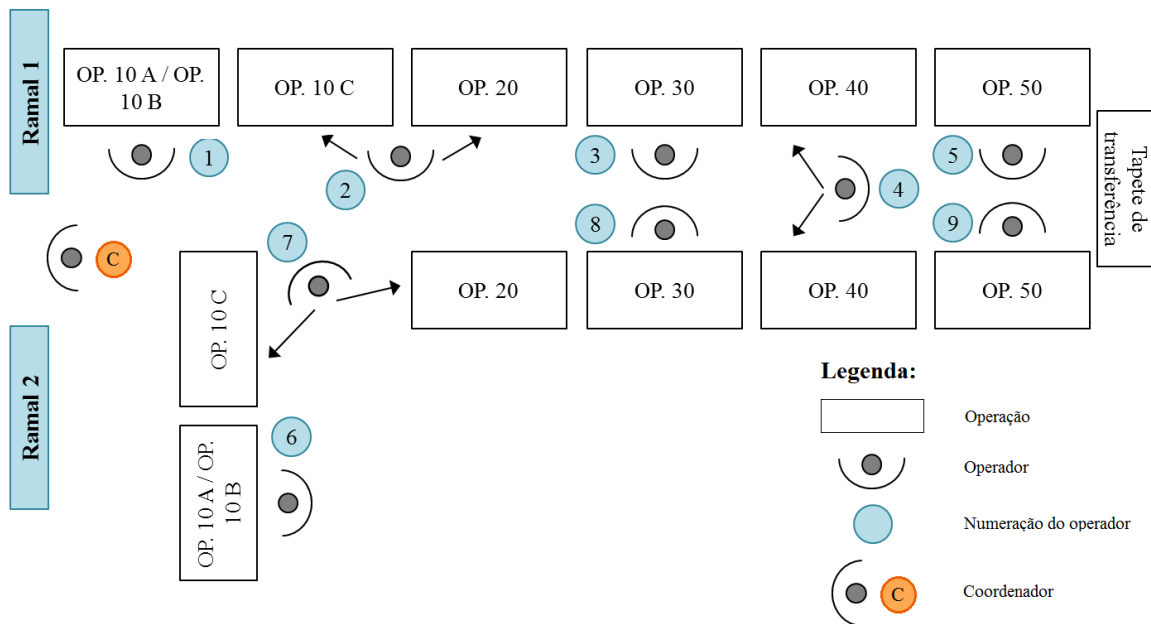 Ramal 1
OP. 10 A / OP.
10 B
OP. 10 C
OP. 20
OP. 30
OP. 40
OP. 50
Tapete de
transferência
1
2
3
4
5
8
9
7
C
OP. 10 C
OP. 20
OP. 30
OP. 40
OP. 50
Ramal 2
6
OP. 10 A / OP.
10 B
Legenda:
Operação
Operador
Numeração do operador
C
Coordenador